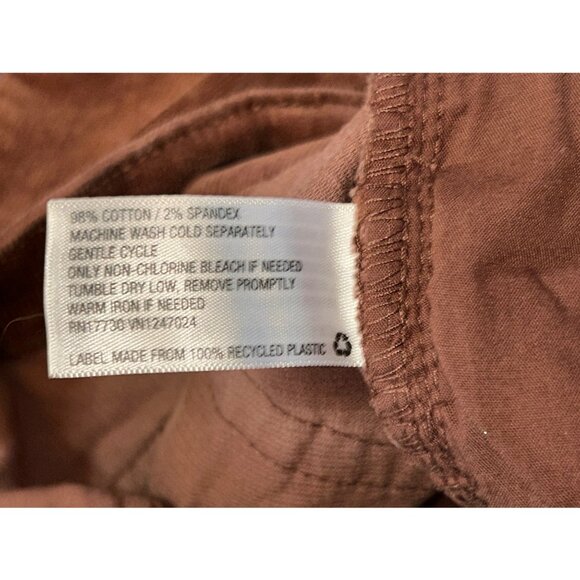 98% COTTON / 2% SPANDEX
MACHINE WASH COLD SEPARATELY
GENTLE CYCLE
ONLY NON-CHLORINE BLEACH IF NEEDED
TUMBLE DRY LOW, REMOVE PROMPTLY
WARM IRON IF NEEDED
RN17730 VN1247024
LABEL MADE FROM 100% RECYCLED PLASTIC